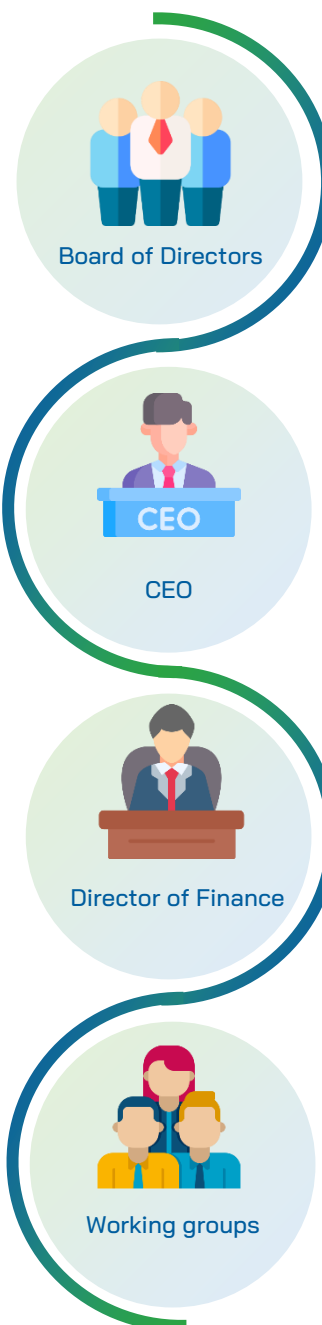 Board of Directors
CEO
CEO
Director of Finance
Working groups